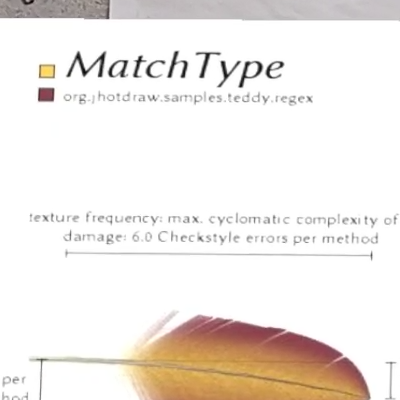 MatchType
org.jhotdraw.samples.teddy.regex
texture frequency: max. cyclomatic complexity of
damage: 6.0 Checkstyle errors per method
per
hod